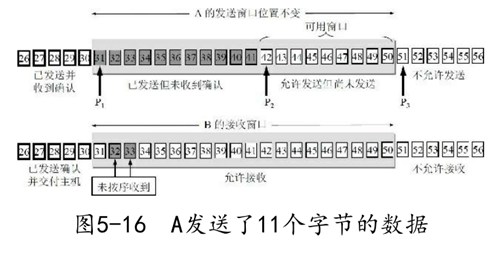 A 的发送窗口位置不变
可用窗口
26 27 28 29 30 31 32 33 34 35 36 37 38 39 40 41 42 43 44 45 46 47 48 49 50 51 52 53 54 55 56
已发送并 已发送但未收到确认 允许发送但尚未发送 不允许发送
收到确认
P1 P2 P3
B 的接收窗口
26 27 28 29 30 31 32 33 34 35 36 37 38 39 40 41 42 43 44 45 46 47 48 49 50 51 52 53 54 55 56
已发送确认 允许接收 不允许接收
并交付主机
未按序收到
图5-16 A发送了11个字节的数据